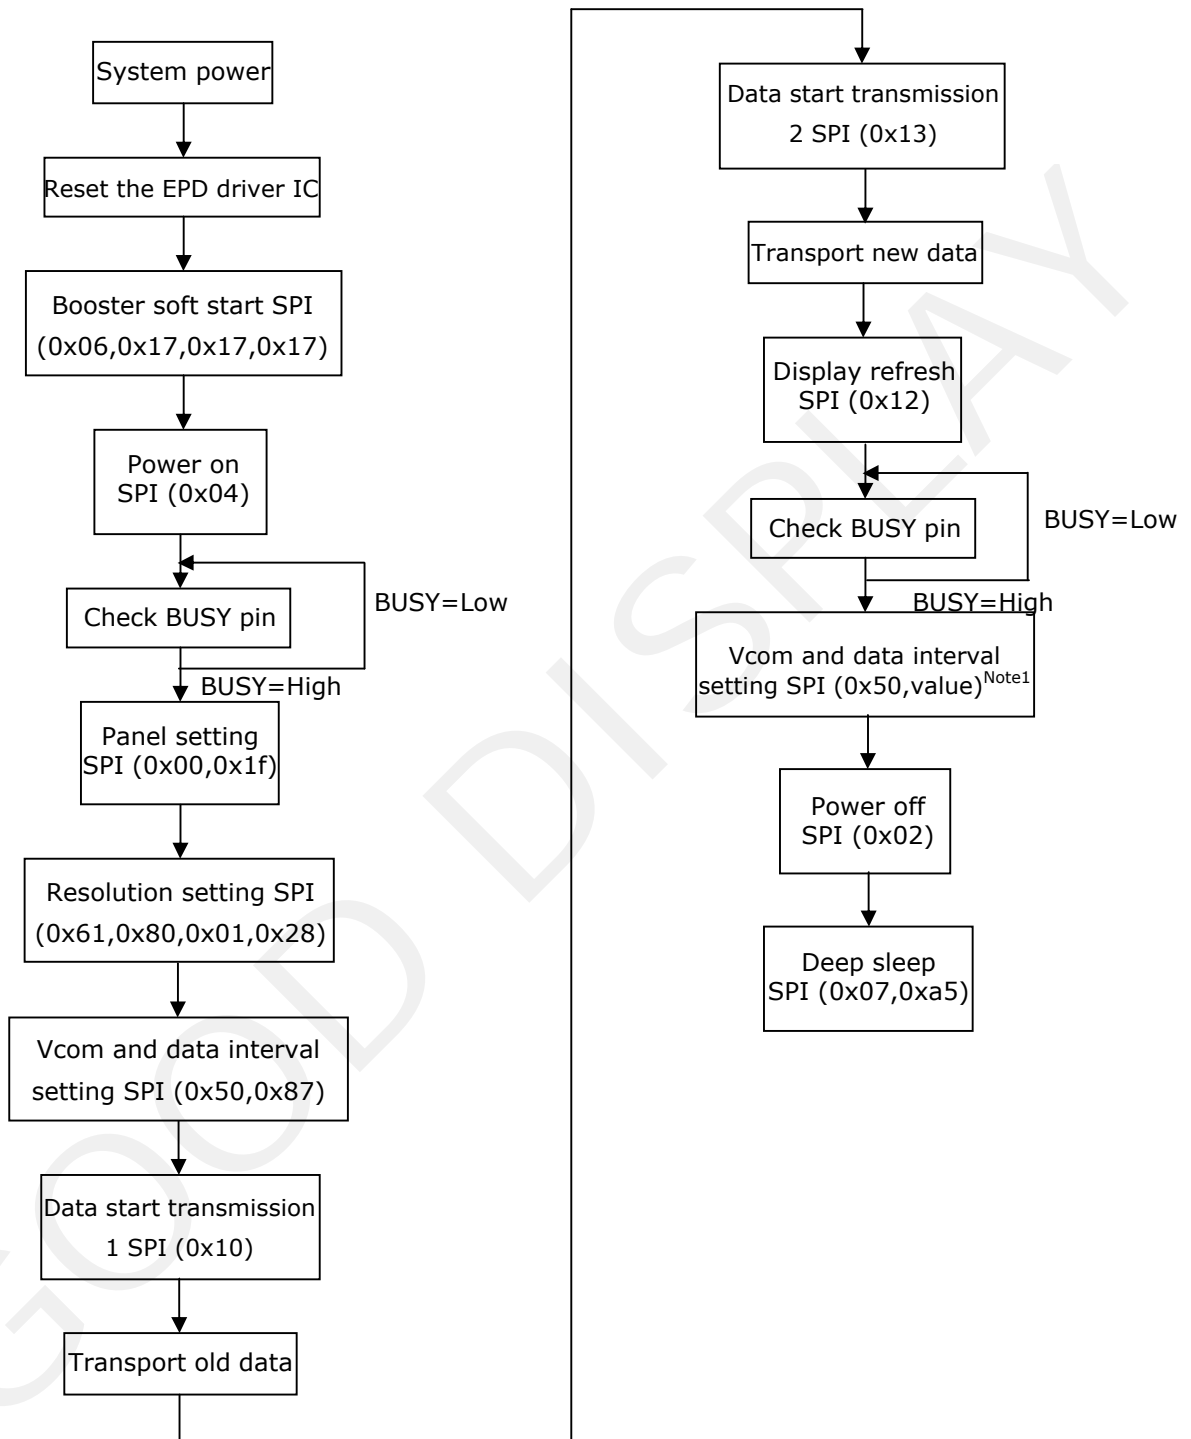 System power
Reset the EPD driver IC
Booster soft start SPI
(0x06,0x17,0x17,0x17)
Power on
SPI (0x04)
Check BUSY pin
BUSY=Low
BUSY=High
Panel setting
SPI (0x00,0x1f)
Resolution setting SPI
(0x61,0x80,0x01,0x28)
Vcom and data interval
setting SPI (0x50,0x87)
Data start transmission
1 SPI (0x10)
Transport old data
Data start transmission
2 SPI (0x13)
Transport new data
Display refresh
SPI (0x12)
Check BUSY pin
BUSY=Low
BUSY=High
Vcom and data interval
setting SPI (0x50,value)Note1
Power off
SPI (0x02)
Deep sleep
SPI (0x07,0xa5)
GOOD DISPLAY